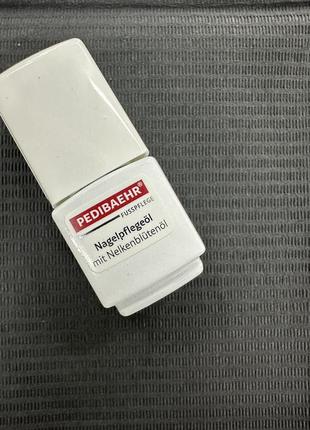 PEDIBAEHR®
FUSSPFLEGE
Nagelpflegeöl
mit Nelkenblütenöl